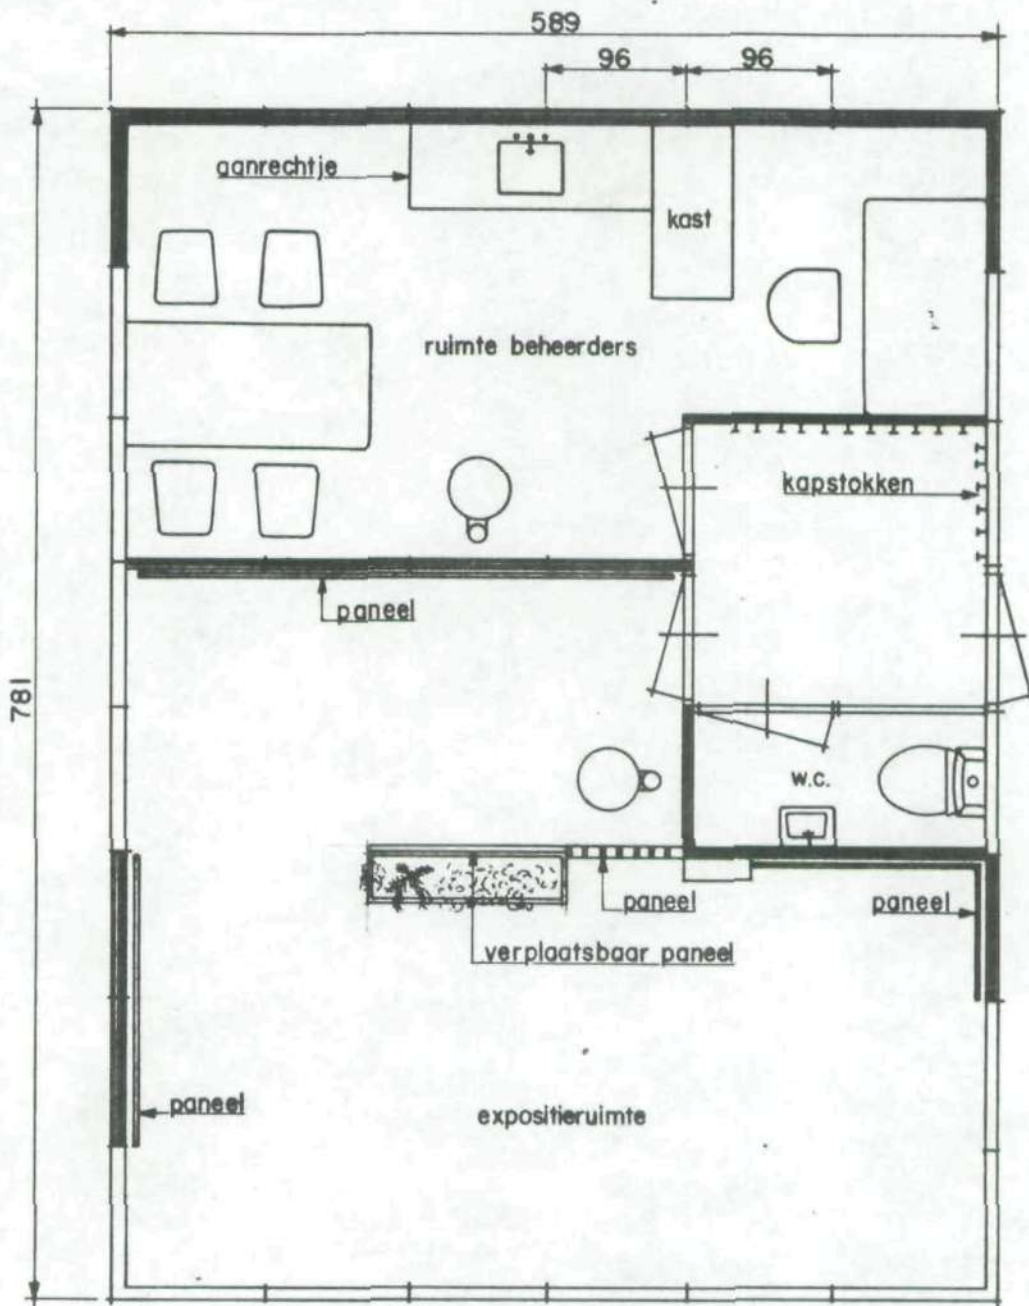 589
96
96
aanrechtje
kast
ruimte beheerders
kapstokken
paneel
781
w.c.
paneel
paneel
verplaatsbaar paneel
paneel
expositieruimte